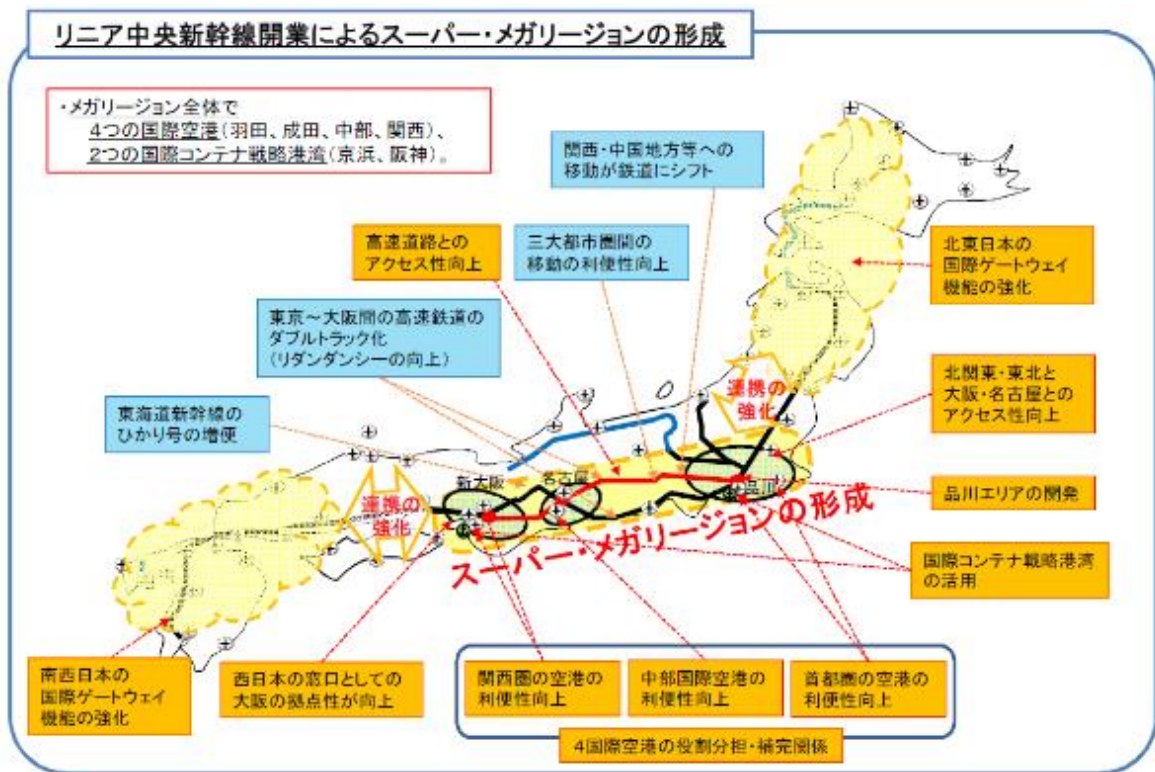 リニア中央新幹線開業によるスーパー・メガリージョンの形成
・メガリージョン全体で
4つの国際空港(羽田、成田、中部、関西)、
2つの国際コンテナ戦略港湾(京浜、阪神)。
関西・中国地方等への
移動が鉄道にシフト
高速道路との
アクセス性向上
三大都市圏間の
移動の利便性向上
北東日本の
国際ゲートウェイ
機能の強化
東京～大阪間の高速鉄道の
ダブルトラック化
(リダンダンシーの向上)
連携の
強化
北関東・東北と
大阪・名古屋との
アクセス性向上
東海道新幹線の
ひかり号の増便
新大阪
名古屋
品川
連携の
強化
品川エリアの開発
スーパー・メガリージョンの形成
国際コンテナ戦略港湾
の活用
南西日本の
国際ゲートウェイ
機能の強化
西日本の窓口としての
大阪の拠点性が向上
関西圏の空港の
利便性向上
中部国際空港の
利便性向上
首都圏の空港の
利便性向上
4国際空港の役割分担・補完関係